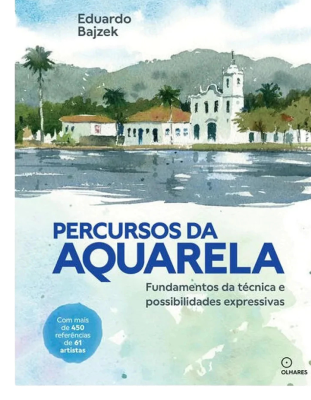 Eduardo
Bajzek
PERCURSOS DA
AQUARELA
Fundamentos da técnica e
possibilidades expressivas
Com mais
de 450
referências
de 61
artistas
OLHARES